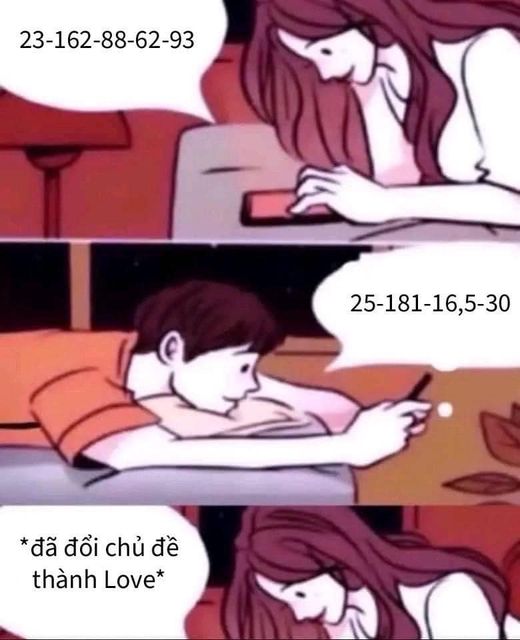 23-162-88-62-93
25-181-16,5-30
*đã đổi chủ đề
thành Love*